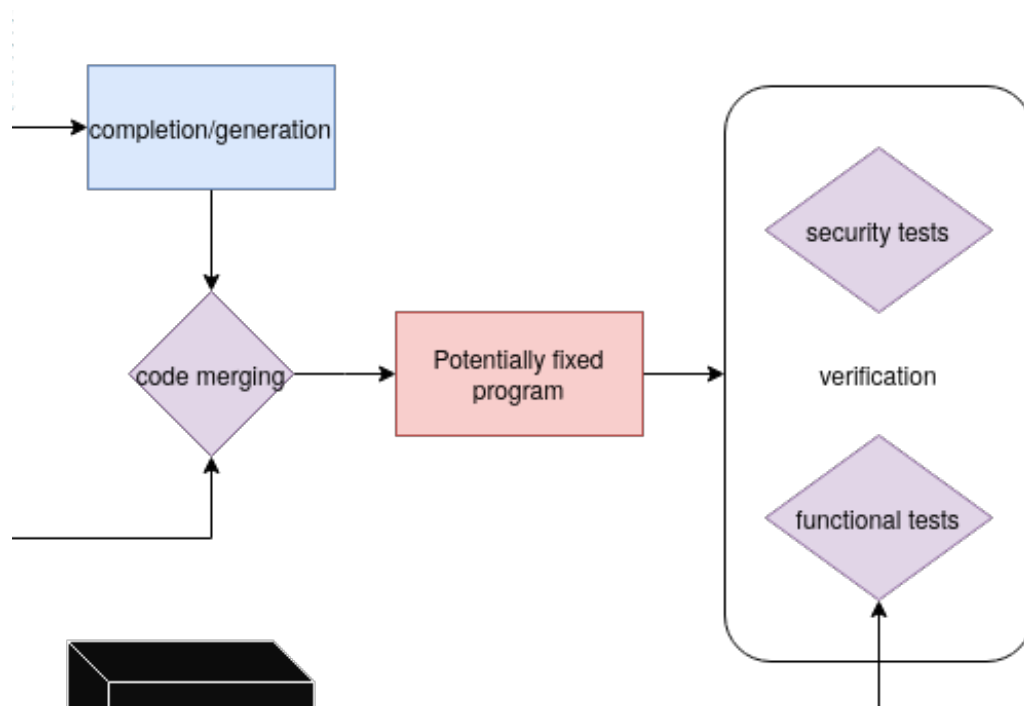 completion/generation
security tests
code merging
Potentially fixed
program
verification
functional tests